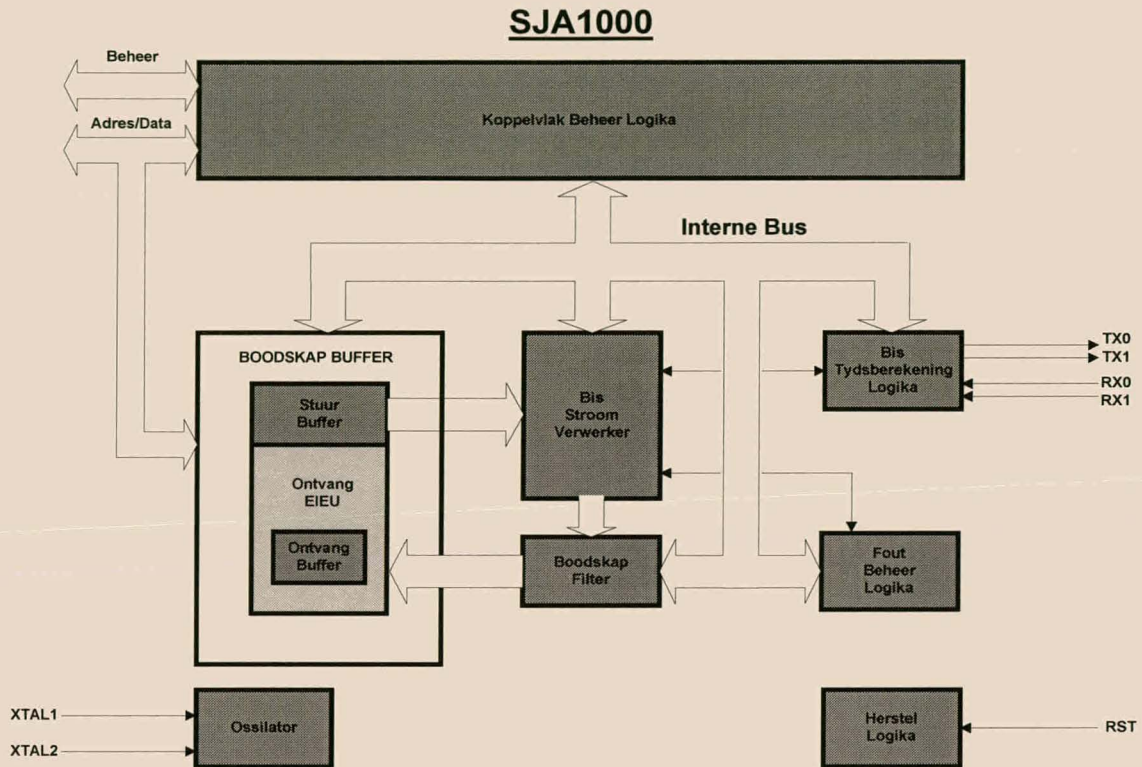 SJA1000
Beheer
Adres/Data
Koppelvlak Beheer Logika
Interne Bus
BOODSKAP BUFFER
Stuur
Buffer
Ontvang
EIEU
Ontvang
Buffer
Bis
Stroom
Verwerker
Boodskap
Filter
Bis
Tydsberekening
Logika
TX0
TX1
RX0
RX1
Fout
Beheer
Logika
XTAL1
XTAL2
Ossilator
Herstel
Logika
RST